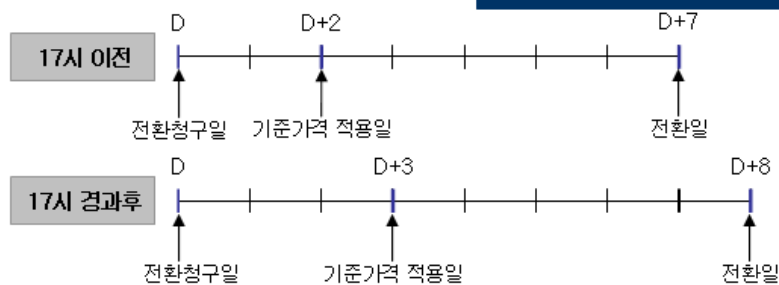 D D+2 D+7
17시 이전
전환청구일 기준가격 적용일 전환일
D D+3 D+8
17시 경과후
전환청구일 기준가격 적용일 전환일